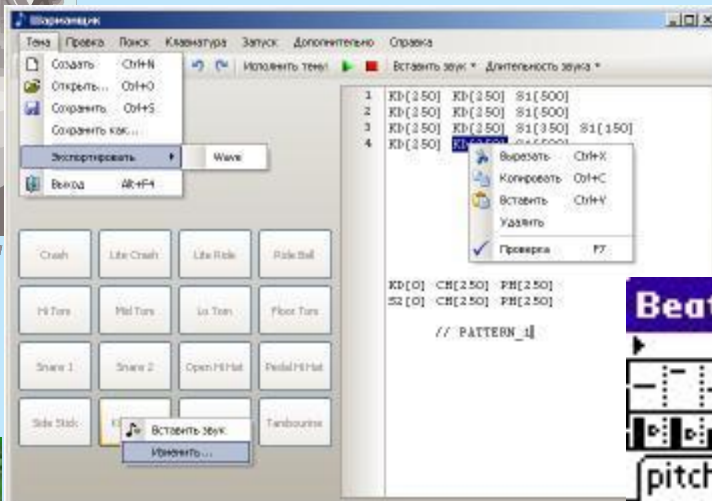 Шарманщик
Тема Правка Поиск Клавиатура Запуск Дополнительно Справка
Создать Ctrl+N
Открыть... Ctrl+O
Сохранить Ctrl+S
Сохранить как...
Экспортировать Wave
Выход Alt+F4
Исполнить тему: Вставить звук Длительность звука
1 KD[250] KD[250] S1[500]
2 KD[250] KD[250] S1[500]
3 KD[250] KD[250] S1[350] S1[150]
4 KD[250]
Вырезать Ctrl+X
Копировать Ctrl+C
Вставить Ctrl+V
Удалить
Проверка F7
KD[0] CH[250] PH[250]
S2[0] CH[250] PH[250]
// PATTERN_1
Crash Lite Crash Lite Ride Ride Bell
Hi Tom Mid Tom Lo Tom Floor Tom
Snare 1 Snare 2 Open Hi Hat Pedal Hi Hat
Side Stick Tambourine
Вставить звук
Изменить...
Beat
pitch